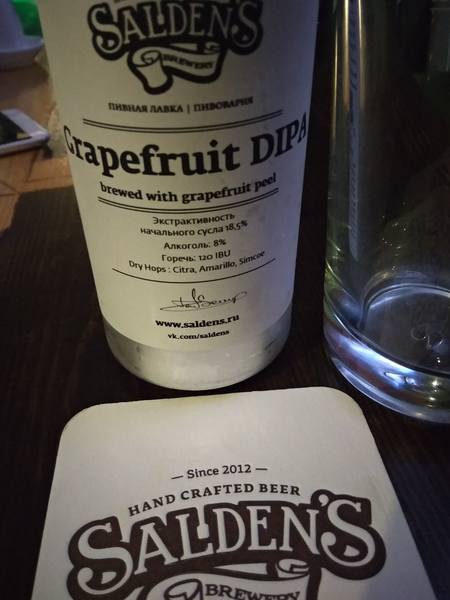 SALDEN'S
BREWERY
ПИВНАЯ ЛАВКА | ПИВОВАРНЯ
Grapefruit DIPA
brewed with grapefruit peel
Экстрактивность
начального сусла 18,5%
Алкоголь: 8%
Горечь: 120 IBU
Dry Hops : Citra, Amarillo, Simcoe
www.saldens.ru
vk.com/saldens
— Since 2012 —
HAND CRAFTED BEER
SALDEN'S
BREWERY